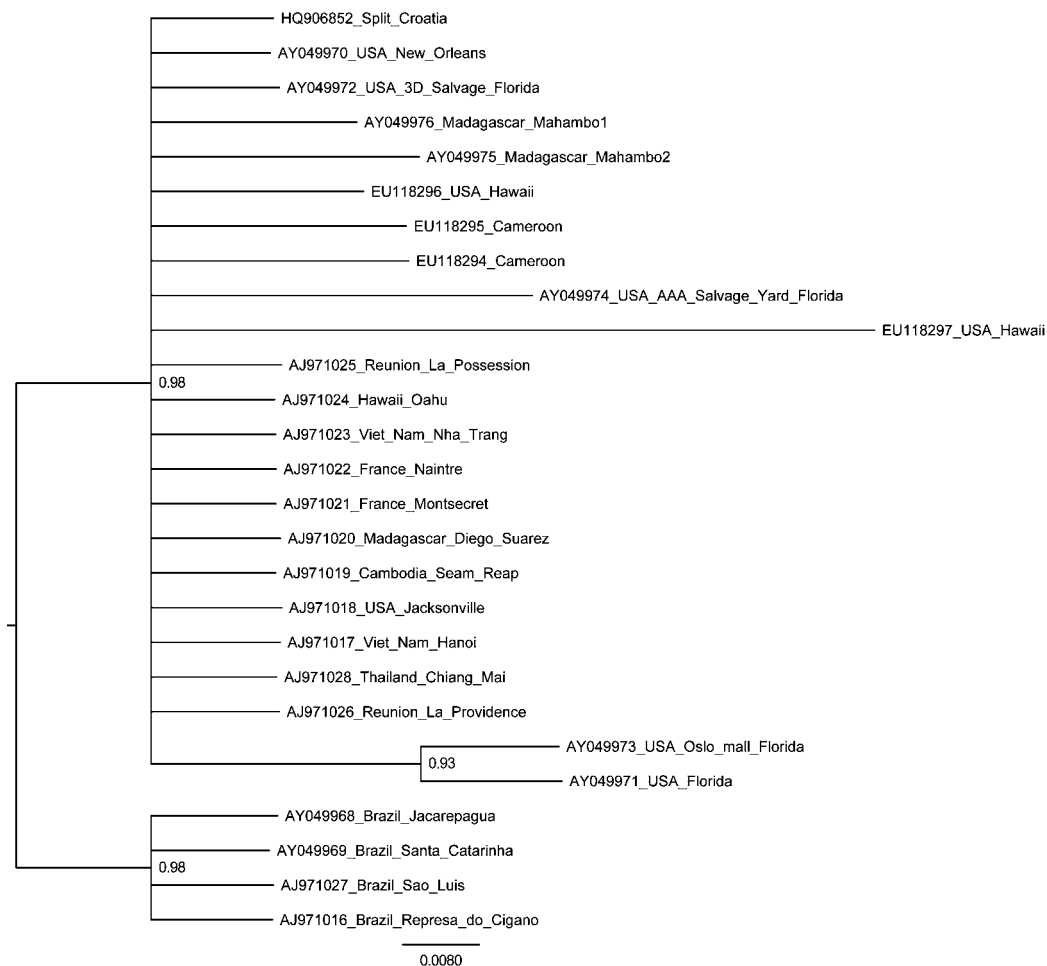 HQ906852_Split_Croatia
AY049970_USA_New_Orleans
AY049972_USA_3D_Salvage_Florida
AY049976_Madagascar_Mahambo1
AY049975_Madagascar_Mahambo2
EU118296_USA_Hawaii
EU118295_Cameroon
EU118294_Cameroon
AY049974_USA_AAA_Salvage_Yard_Florida
EU118297_USA_Hawaii
AJ971025_Reunion_La_Possession
0.98
AJ971024_Hawaii_Oahu
AJ971023_Viet_Nam_Nha_Trang
AJ971022_France_Naintre
AJ971021_France_Montsecret
AJ971020_Madagascar_Diego_Suarez
AJ971019_Cambodia_Seam_Reap
AJ971018_USA_Jacksonville
AJ971017_Viet_Nam_Hanoi
AJ971028_Thailand_Chiang_Mai
AJ971026_Reunion_La_Providence
AY049973_USA_Oslo_mall_Florida
0.93
AY049971_USA_Florida
AY049968_Brazil_Jacarepagua
AY049969_Brazil_Santa_Catarinha
0.98
AJ971027_Brazil_Sao_Luis
AJ971016_Brazil_Represa_do_Cigano
0.0080